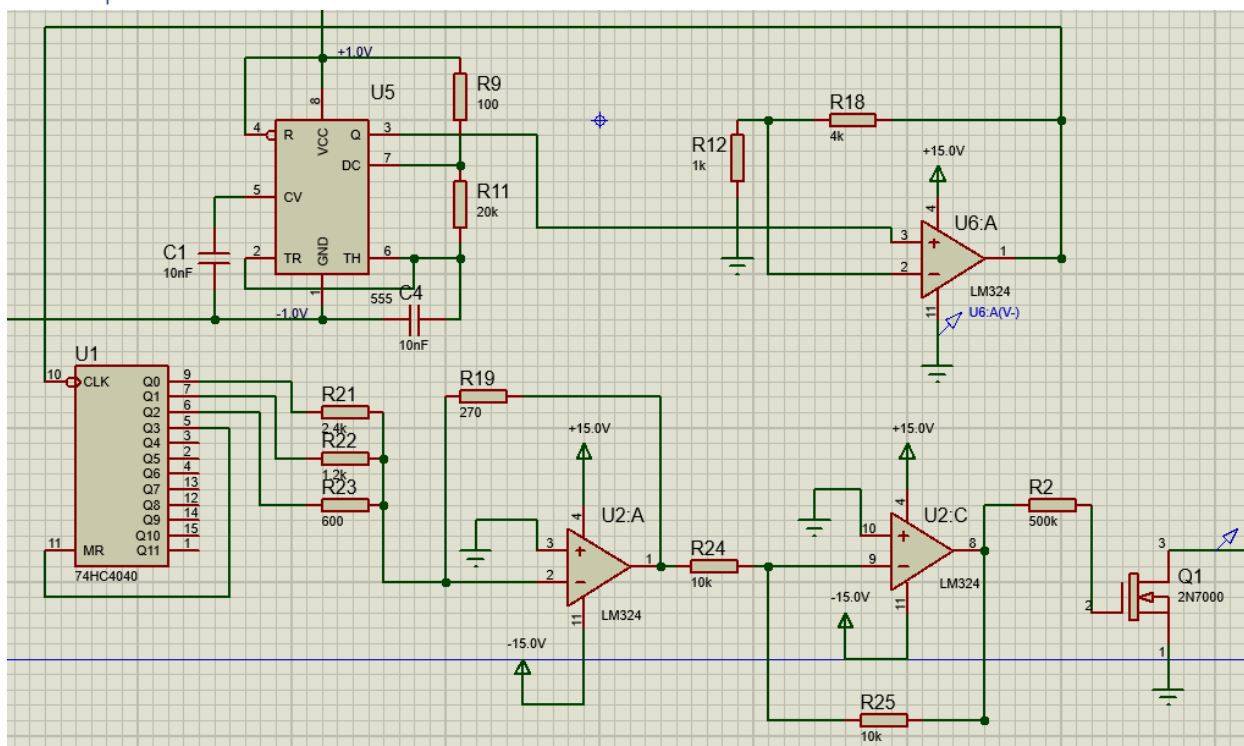 +1.0V
U5
R9
100
8
VCC
4
R
Q
3
DC
7
5
CV
R11
20k
2
TR
GND
TH
6
1
555
C1
10nF
-1.0V
C4
10nF
R12
1k
R18
4k
+15.0V
4
U6:A
3
2
1
LM324
11
U6:A(V-)
U1
10
CLK
Q0
9
Q1
7
Q2
6
Q3
5
Q4
3
Q5
2
Q6
4
Q7
13
Q8
12
Q9
14
Q10
15
Q11
1
11
MR
74HC4040
R21
2.4k
R22
1.2k
R23
600
R19
270
+15.0V
4
U2:A
3
2
1
LM324
11
-15.0V
R24
10k
+15.0V
4
U2:C
10
9
8
LM324
11
-15.0V
R25
10k
R2
500k
3
Q1
2N7000
2
1